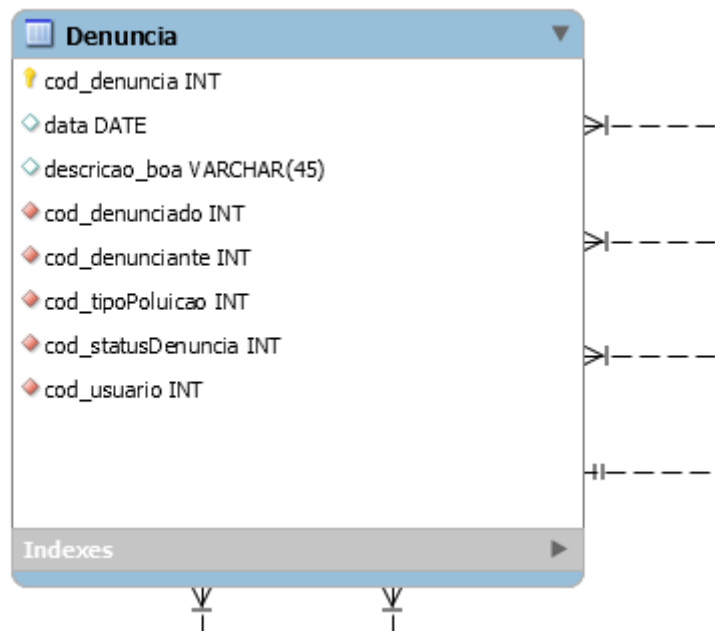 Denuncia
cod_denuncia INT
data DATE
descricao_boa VARCHAR(45)
cod_denunciado INT
cod_denunciante INT
cod_tipoPoluicao INT
cod_statusDenuncia INT
cod_usuario INT
Indexes